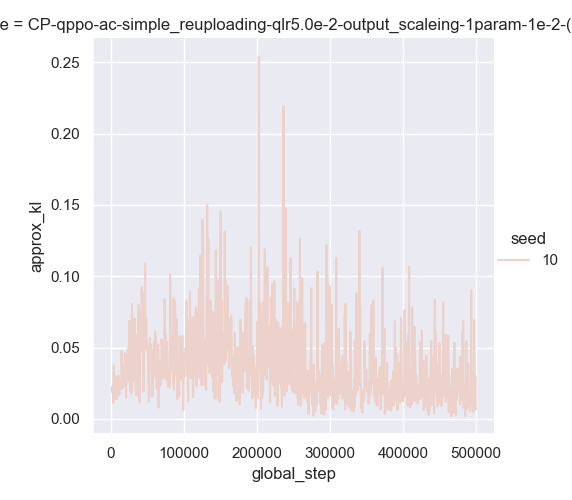 e = CP-qppo-ac-simple_reuploading-qlr5.0e-2-output_scaleing-1param-1e-2-(
0.25
0.20
0.15
0.10
0.05
0.00
approx_kl
0 100000 200000 300000 400000 500000
global_step
seed
10